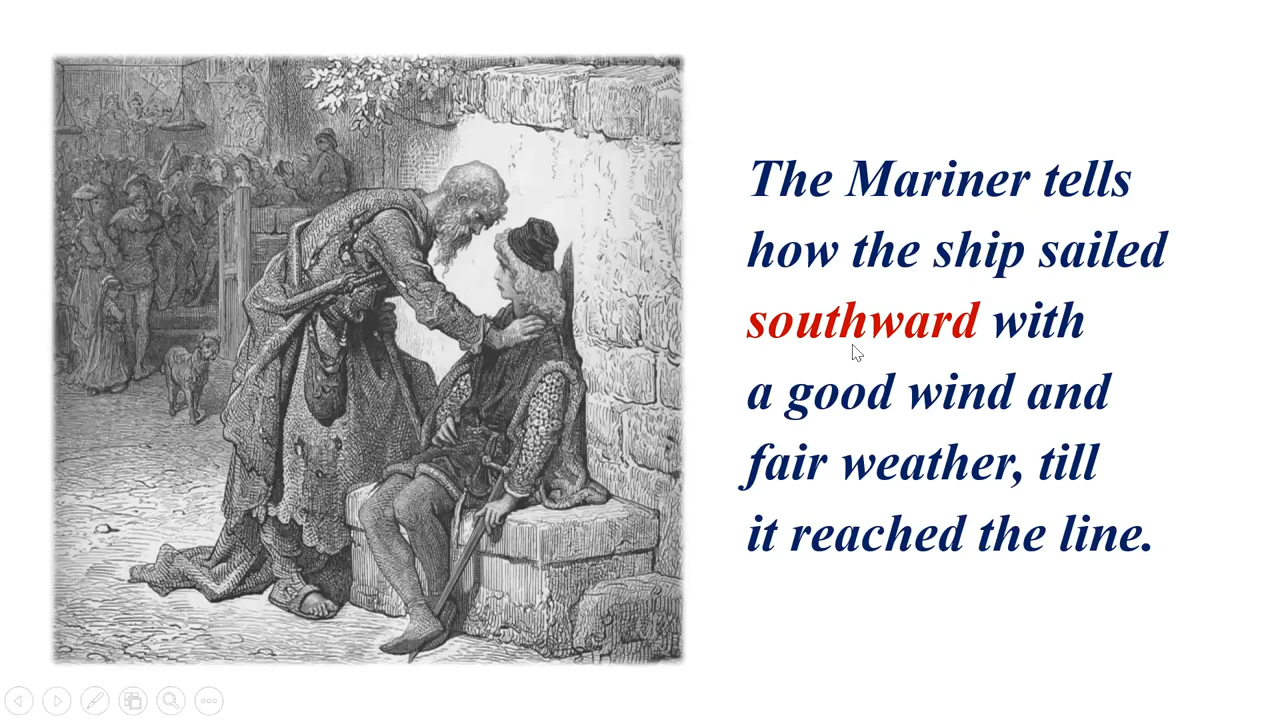 The Mariner tells
how the ship sailed
southward with
a good wind and
fair weather, till
it reached the line.